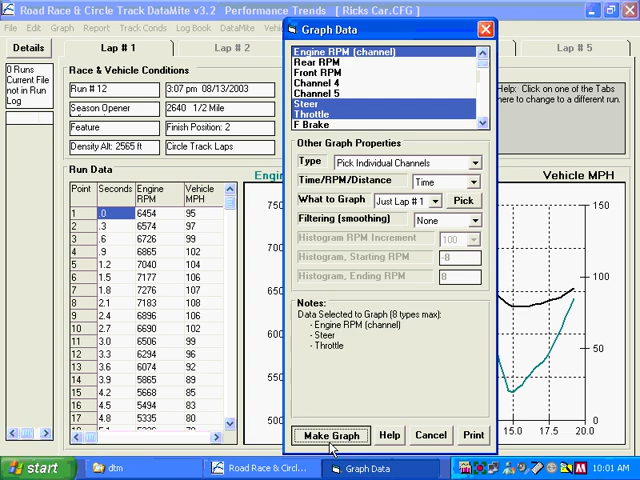 Road Race & Circle Track DataMite v3.2   Performance Trends   [ Ricks Car.CFG ]
File Edit Graph Report Track Conds Log Book DataMite
Details Lap # 1 Lap # 2 Lap # 5
0 Runs
Current File
not in Run
Log
Race & Vehicle Conditions
Run # 12 3:07 pm 08/13/2003
Season Opener 2640 1/2 Mile
Feature Finish Position: 2
Density Alt: 2565 ft Circle Track Laps
Help: Click on one of the Tabs
here to change to a different run.
Run Data
Point Seconds Engine RPM Vehicle MPH
1 .0 6454 95
2 .3 6574 97
3 .6 6726 99
4 .9 6865 102
5 1.2 7040 104
6 1.5 7177 106
7 1.8 7276 107
8 2.1 7183 108
9 2.4 6896 106
10 2.7 6690 102
11 3.0 6506 99
12 3.3 6294 96
13 3.6 6074 92
14 3.9 5865 89
15 4.2 5668 85
16 4.5 5494 83
17 4.8 5335 80
Vehicle MPH
150
100
50
0
15.0 20.0
Graph Data
Engine RPM (channel)
Rear RPM
Front RPM
Channel 4
Channel 5
Steer
Throttle
F Brake
Other Graph Properties
Type Pick Individual Channels
Time/RPM/Distance Time
What to Graph Just Lap # 1 Pick
Filtering (smoothing) None
Histogram RPM Increment 100
Histogram, Starting RPM -8
Histogram, Ending RPM 8
Notes:
Data Selected to Graph (8 types max):
- Engine RPM (channel)
- Steer
- Throttle
Make Graph Help Cancel Print
start dtm Road Race & Circ... Graph Data 10:01 AM